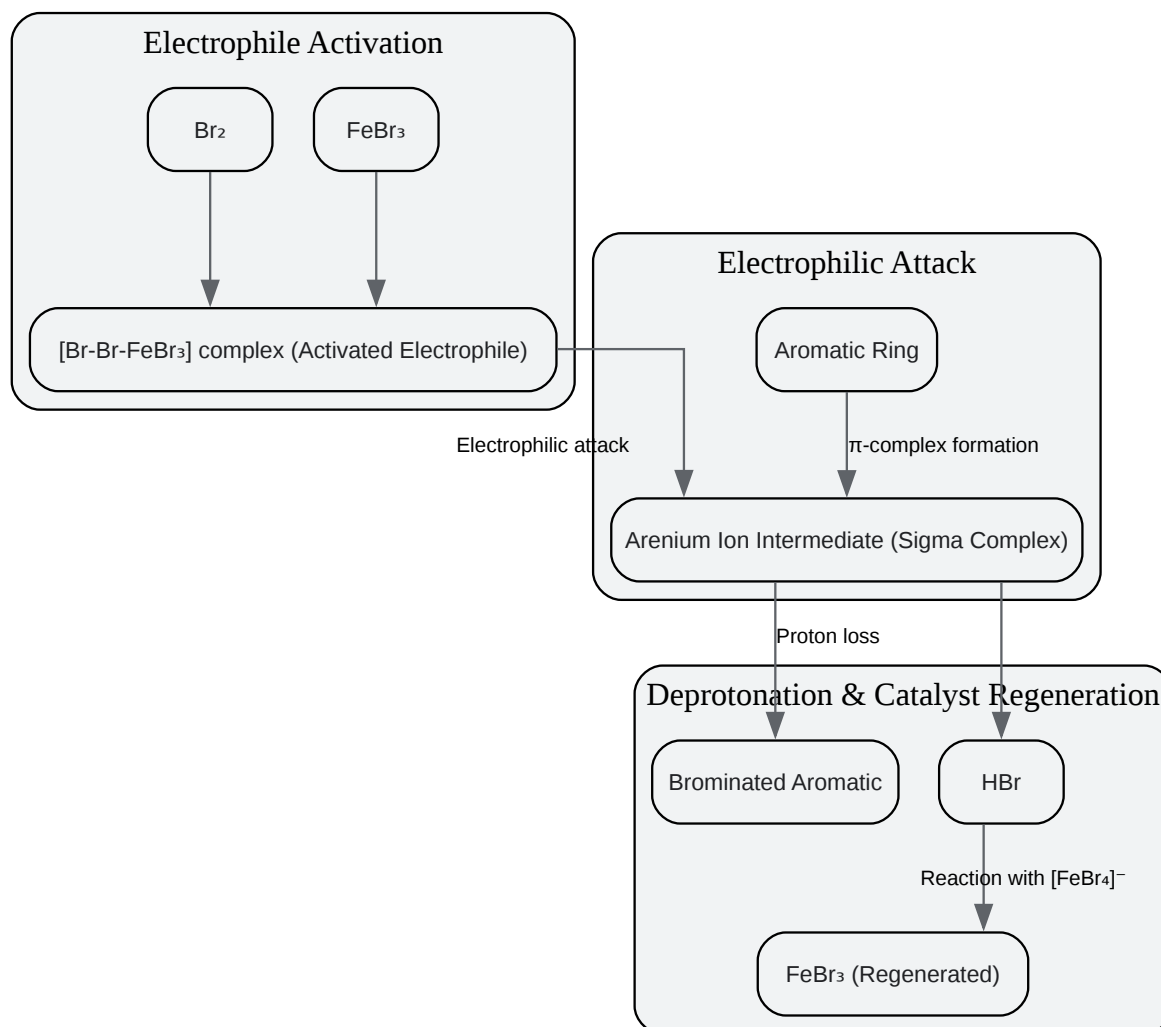 Electrophile Activation
Br₂
FeBr₃
[Br-Br-FeBr₃] complex (Activated Electrophile)
Electrophilic Attack
Aromatic Ring
Electrophilic attack
π-complex formation
Arenium Ion Intermediate (Sigma Complex)
Proton loss
Deprotonation & Catalyst Regeneration
Brominated Aromatic
HBr
Reaction with [FeBr₄]⁻
FeBr₃ (Regenerated)